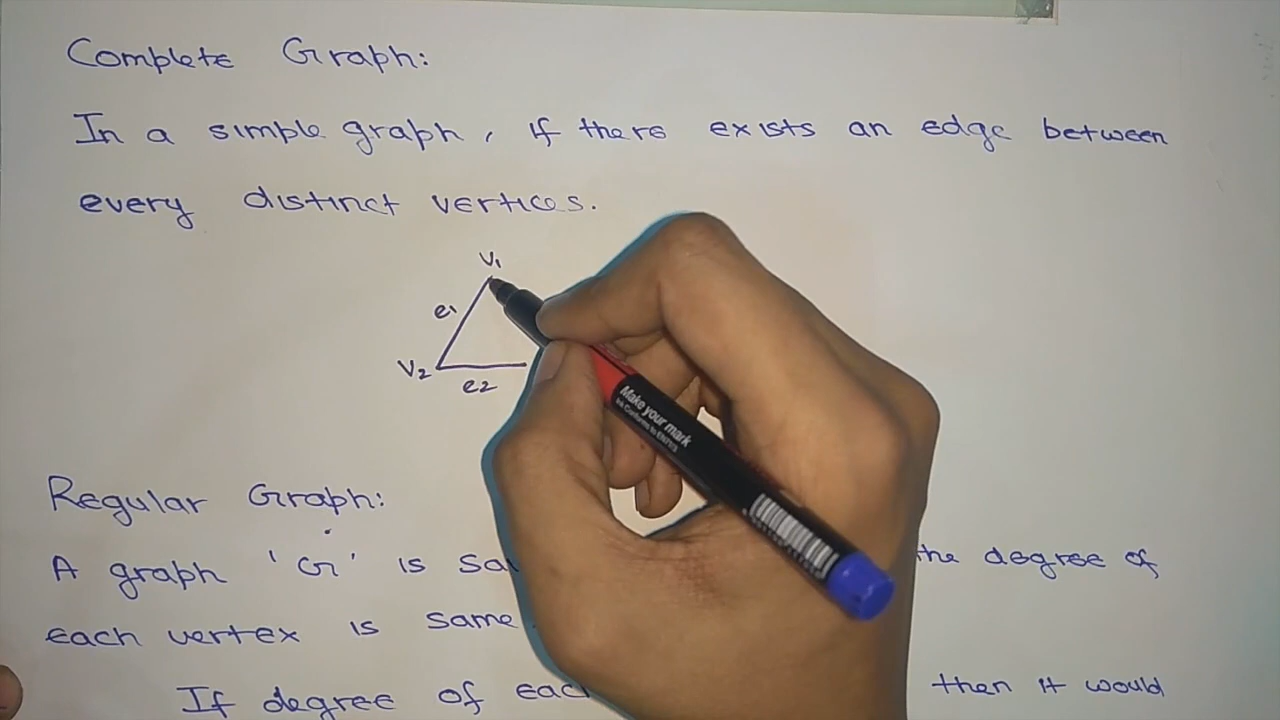 Complete Graph:
In a simple graph, if there exists an edge between
every distinct vertices.
V1
e1
V2
e2
Make your mark
Regular Graph:
A graph 'G' is the degree of
each vertex is same
If degree of then it would